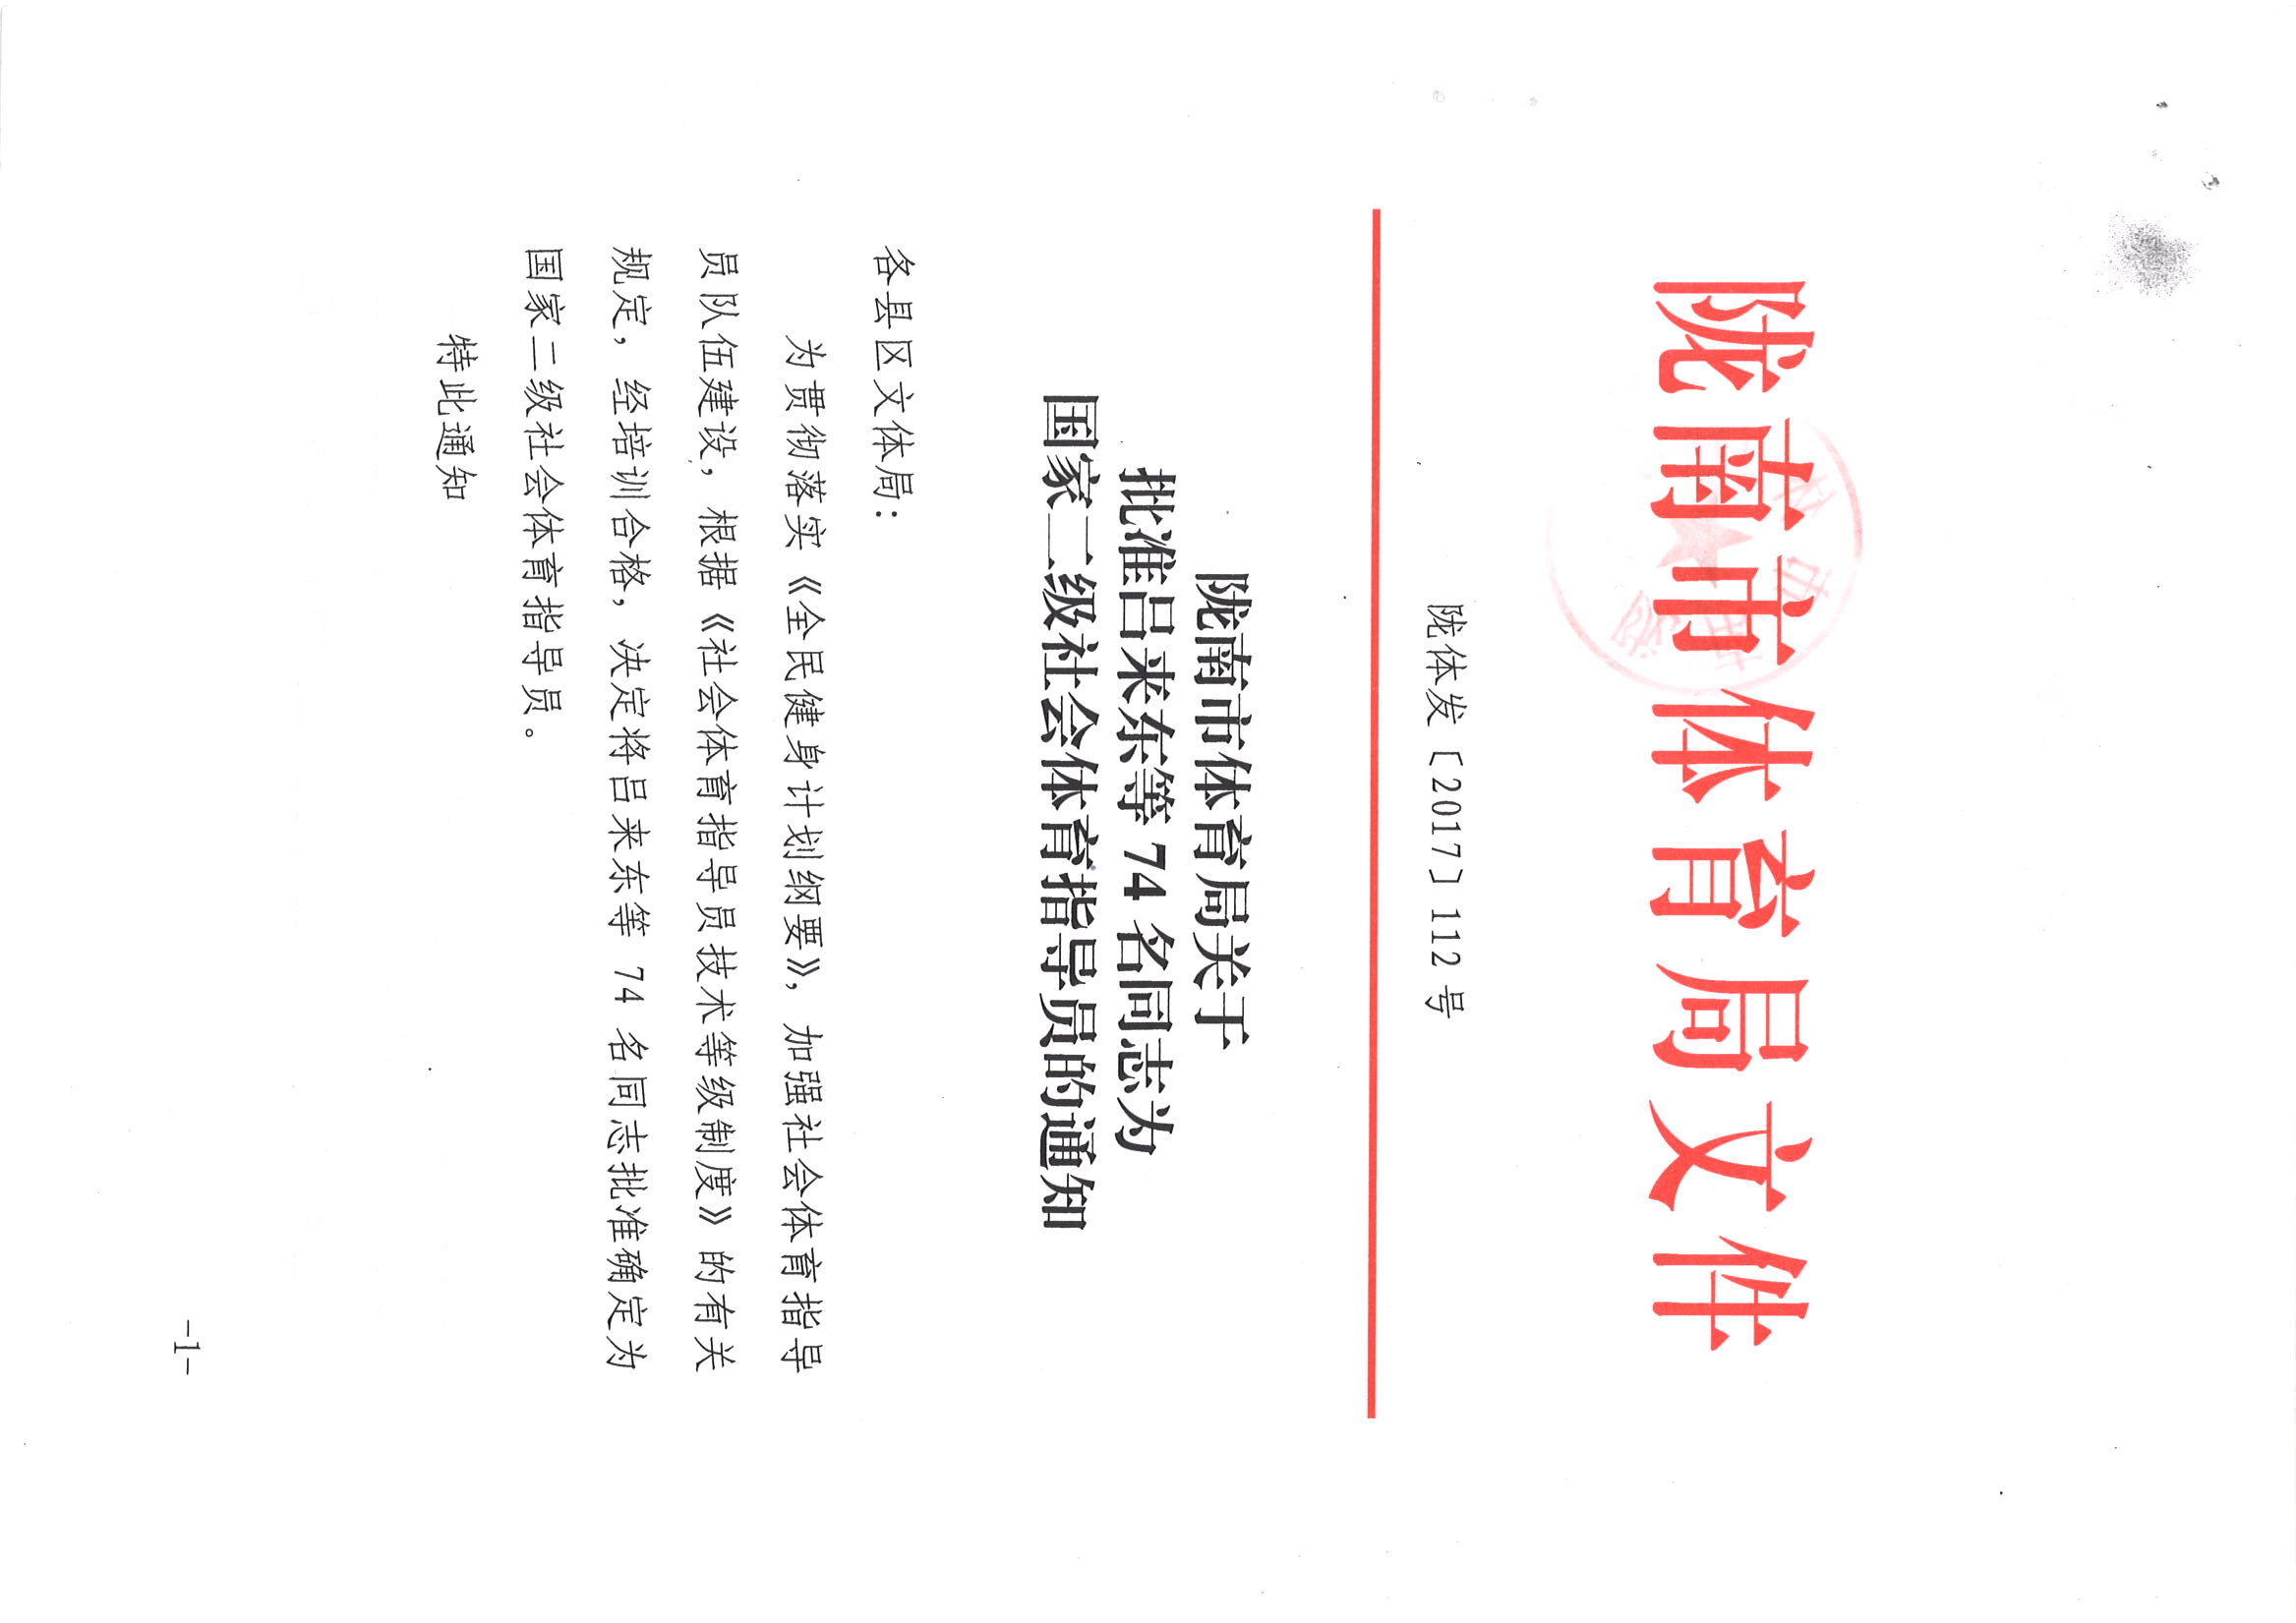 陇南市体育局文件
陇体发〔2017〕112号
陇南市体育局关于
批准吕来东等 74 名同志为
国家二级社会体育指导员的通知
各县区文体局：
为贯彻落实《全民健身计划纲要》，加强社会体育指导
员队伍建设，根据《社会体育指导员技术等级制度》的有关
规定，经培训合格，决定将吕来东等 74 名同志批准确定为
国家二级社会体育指导员。
特此通知
-1-